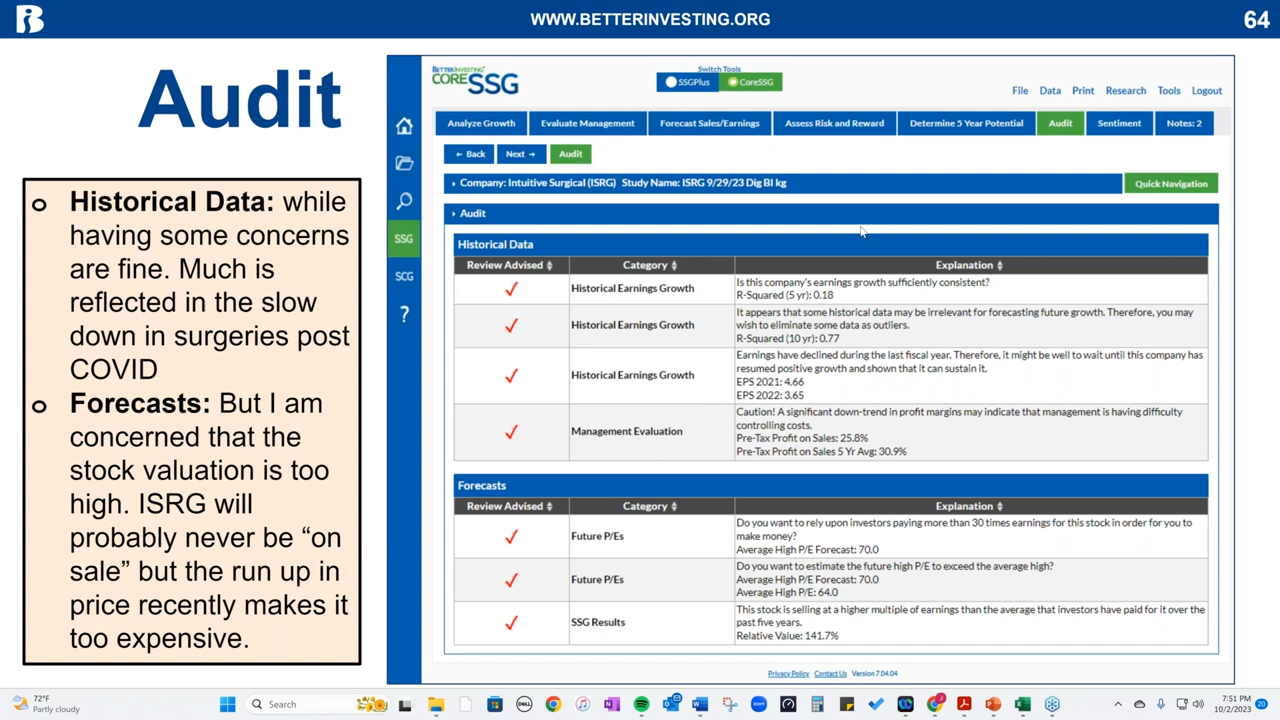 WWW.BETTERINVESTING.ORG
64
Audit
o Historical Data: while
having some concerns
are fine. Much is
reflected in the slow
down in surgeries post
COVID
o Forecasts: But I am
concerned that the
stock valuation is too
high. ISRG will
probably never be “on
sale” but the run up in
price recently makes it
too expensive.
BETTERINVESTING
CORE SSG
Switch Tools
SSGPlus CoreSSG
File Data Print Research Tools Logout
Analyze Growth Evaluate Management Forecast Sales/Earnings Assess Risk and Reward Determine 5 Year Potential Audit Sentiment Notes: 2
← Back Next → Audit
Company: Intuitive Surgical (ISRG) Study Name: ISRG 9/29/23 Dig BI kg
Quick Navigation
SSG
SCG
?
Audit
Historical Data
Review Advised Category Explanation
Historical Earnings Growth
Is this company's earnings growth sufficiently consistent?
R-Squared (5 yr): 0.18
Historical Earnings Growth
It appears that some historical data may be irrelevant for forecasting future growth. Therefore, you may
wish to eliminate some data as outliers.
R-Squared (10 yr): 0.77
Historical Earnings Growth
Earnings have declined during the last fiscal year. Therefore, it might be well to wait until this company has
resumed positive growth and shown that it can sustain it.
EPS 2021: 4.66
EPS 2022: 3.65
Management Evaluation
Caution! A significant down-trend in profit margins may indicate that management is having difficulty
controlling costs.
Pre-Tax Profit on Sales: 25.8%
Pre-Tax Profit on Sales 5 Yr Avg: 30.9%
Forecasts
Review Advised Category Explanation
Future P/Es
Do you want to rely upon investors paying more than 30 times earnings for this stock in order for you to
make money?
Average High P/E Forecast: 70.0
Future P/Es
Do you want to estimate the future high P/E to exceed the average high?
Average High P/E Forecast: 70.0
Average High P/E: 64.0
SSG Results
This stock is selling at a higher multiple of earnings than the average that investors have paid for it over the
past five years.
Relative Value: 141.7%
Privacy Policy Contact Us Version 7.04.04
72°F
Partly cloudy
Search
7:51 PM
10/2/2023
20